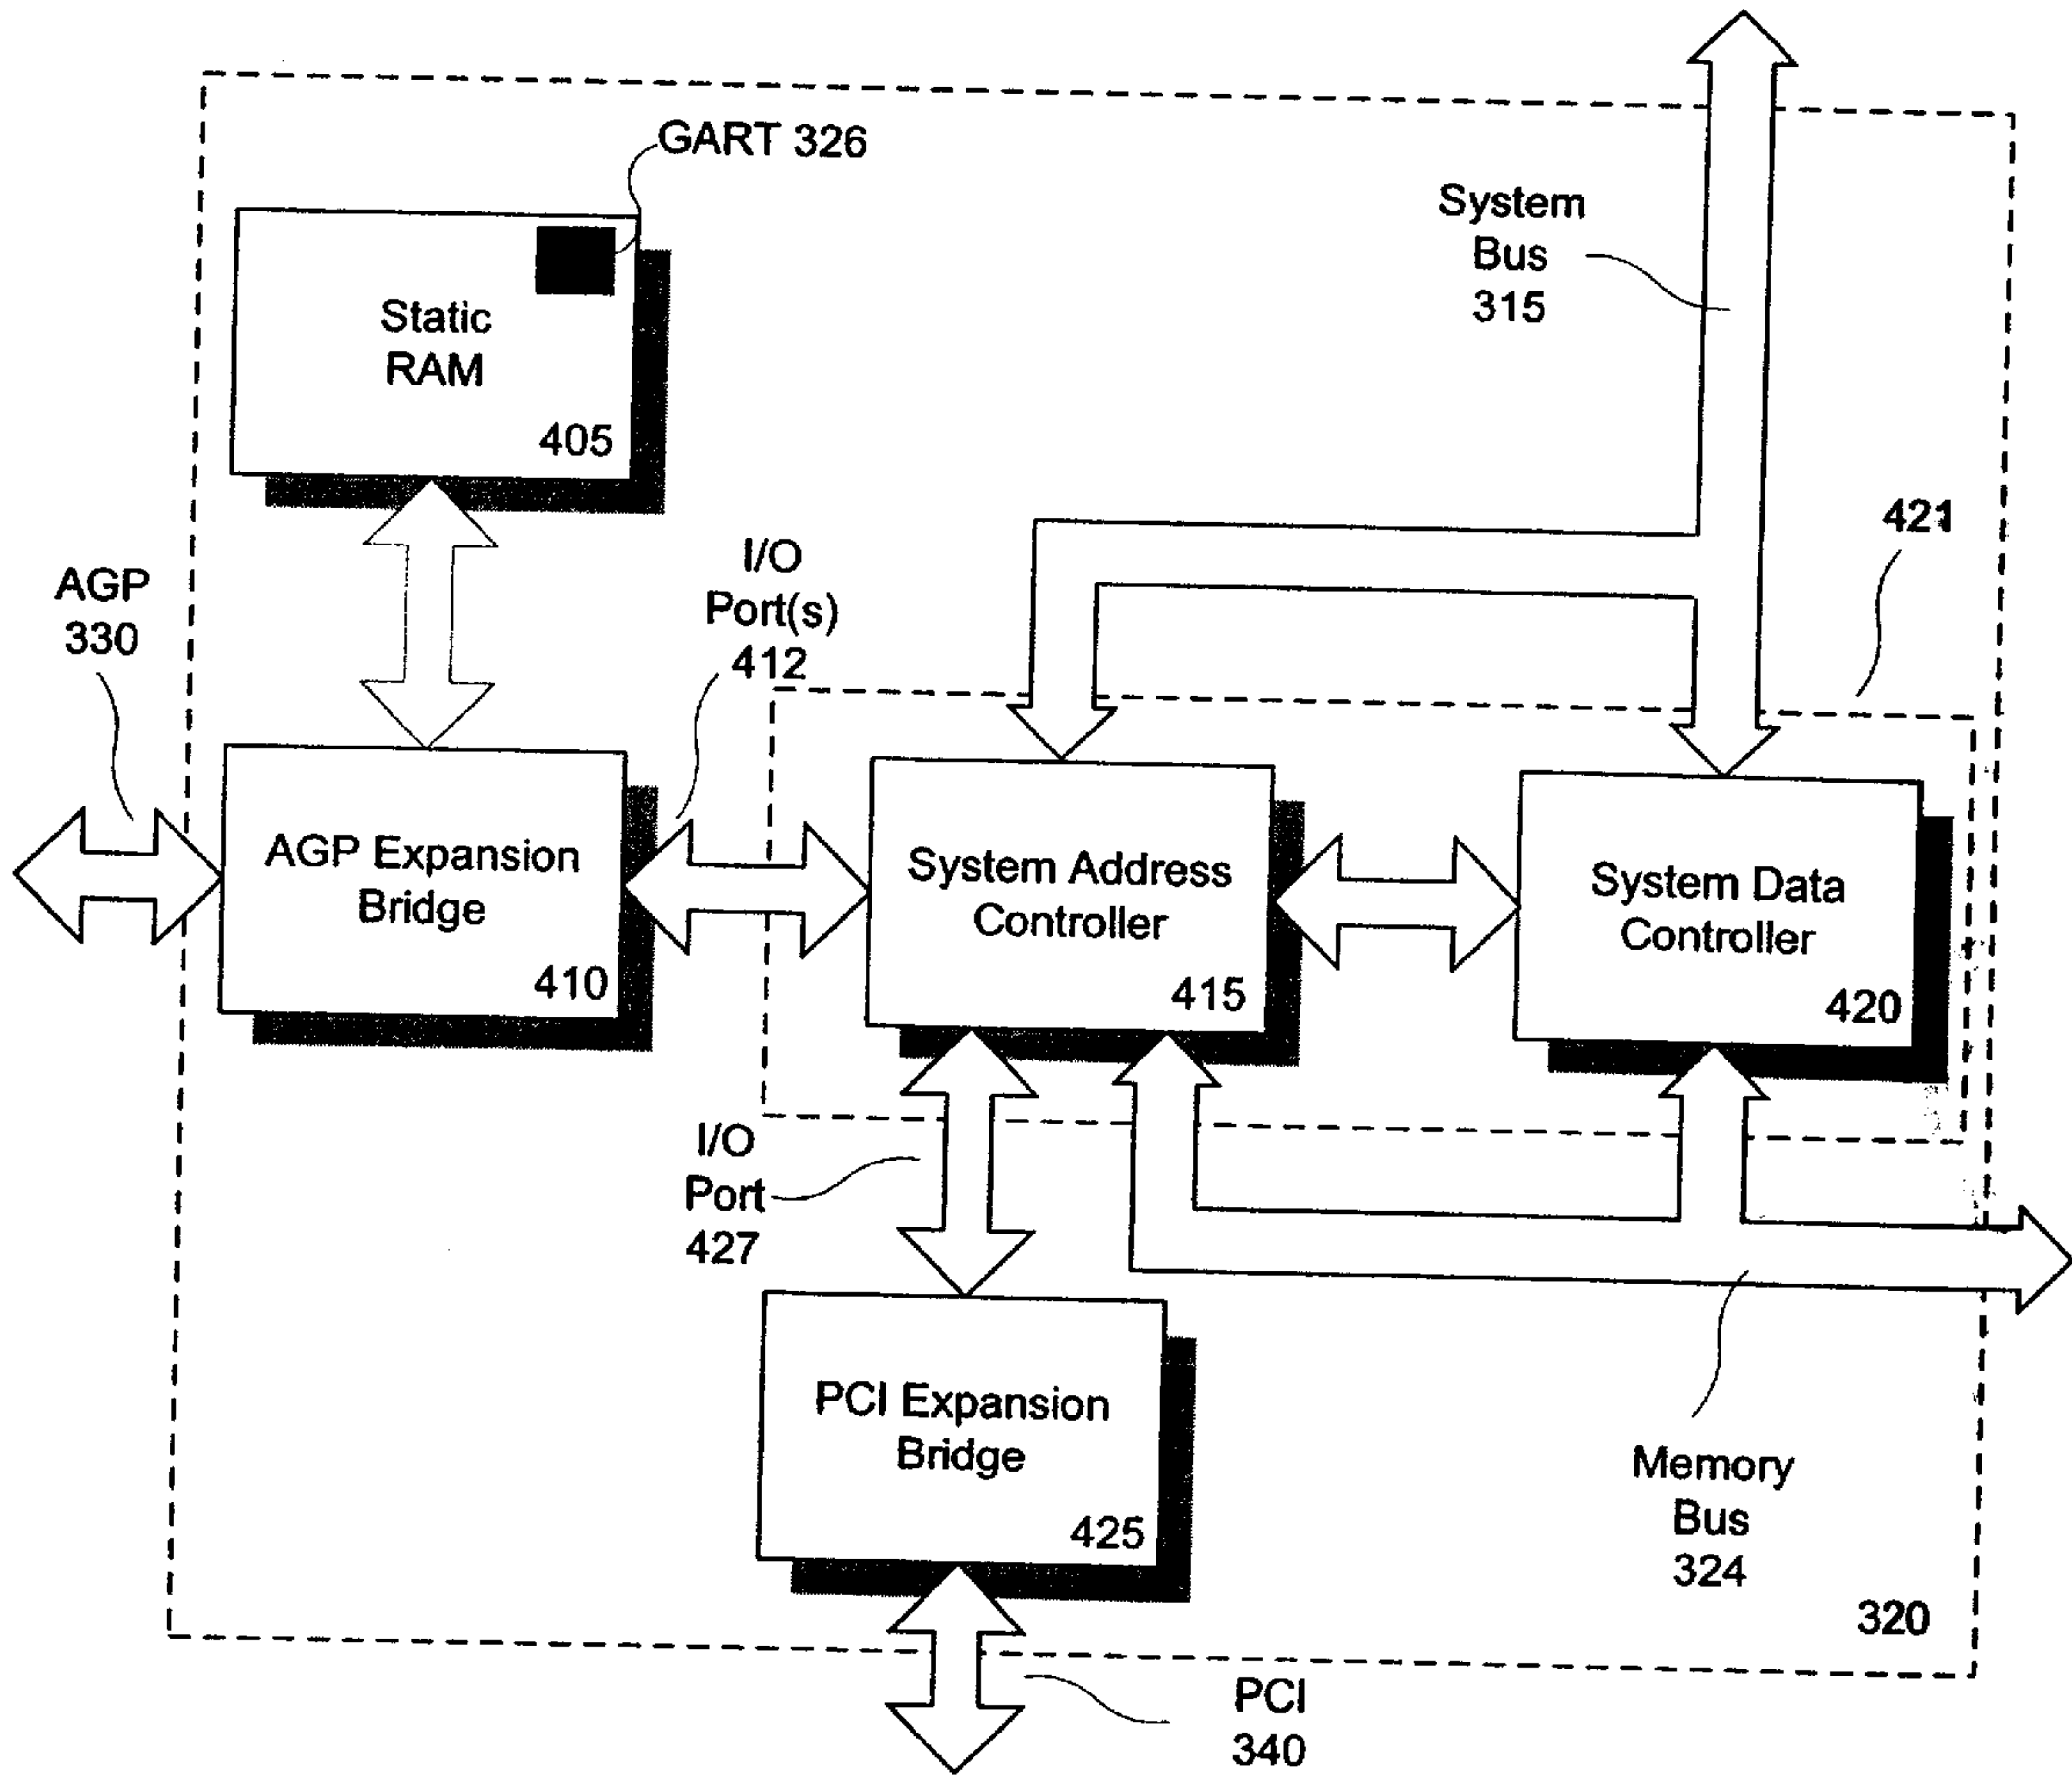 GART 326
System
Bus
315
Static
RAM
405
421
AGP
330
I/O
Port(s)
412
AGP Expansion
Bridge
410
System Address
Controller
415
System Data
Controller
420
I/O
Port
427
PCI Expansion
Bridge
425
Memory
Bus
324
320
PCI
340